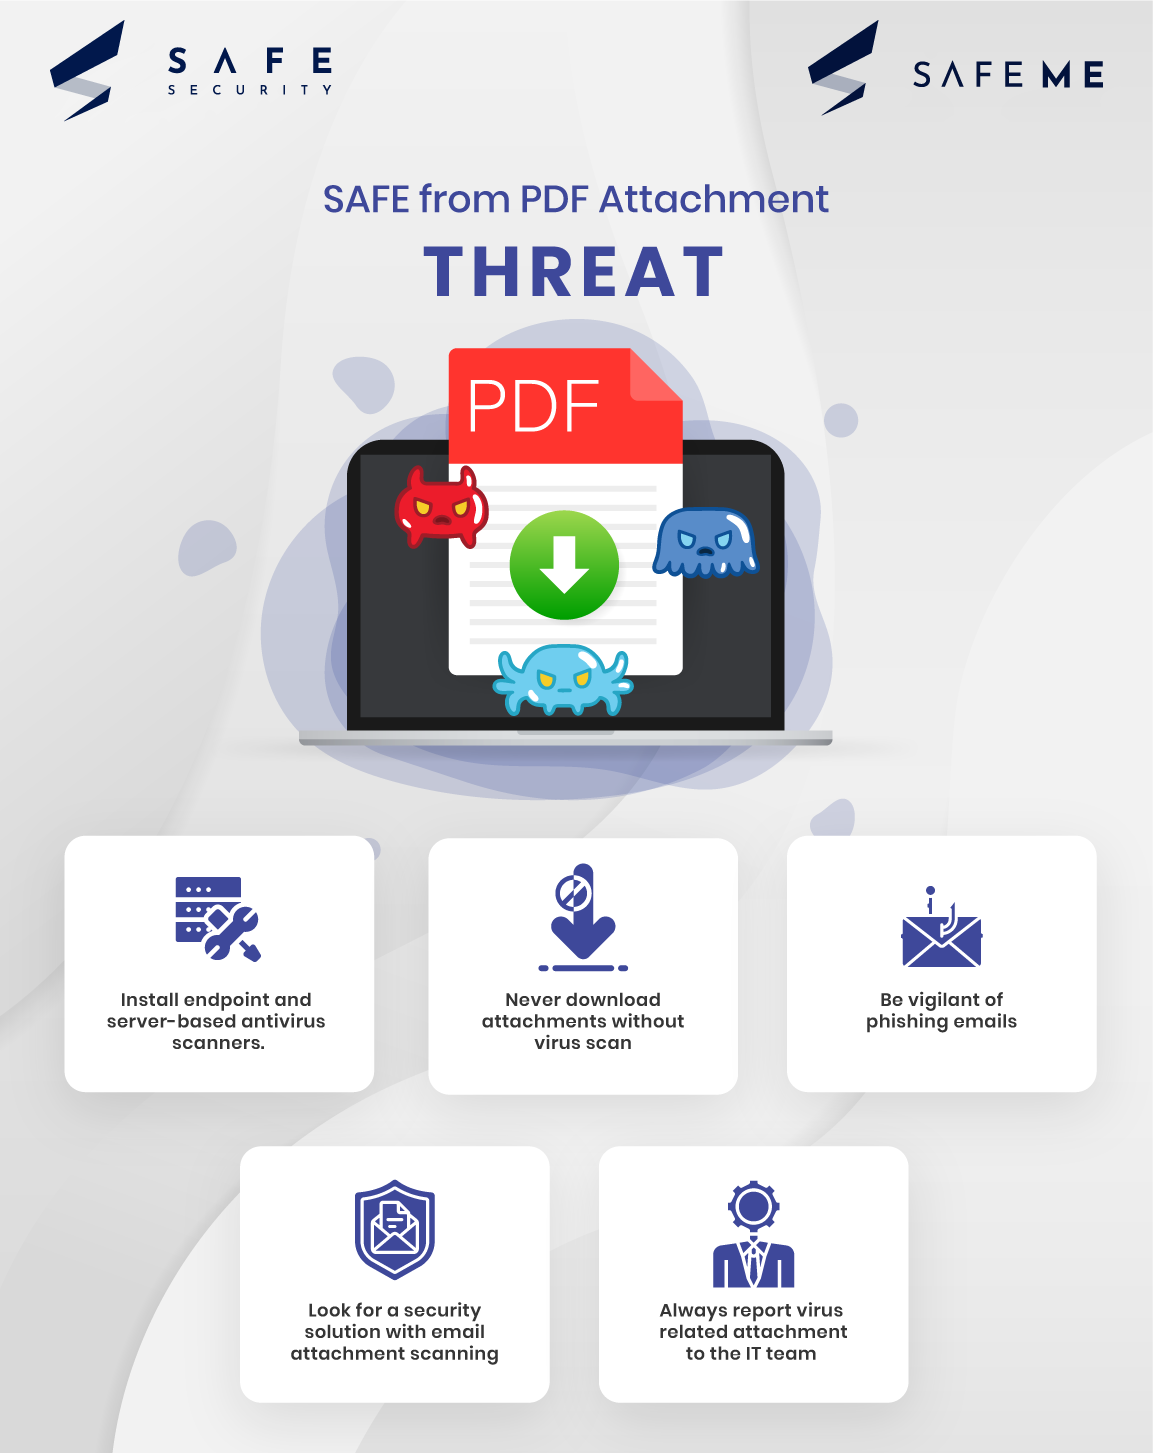 SAFE
SECURITY
SAFE ME
SAFE from PDF Attachment
THREAT
PDF
Install endpoint and
server-based antivirus
scanners.
Never download
attachments without
virus scan
Be vigilant of
phishing emails
Look for a security
solution with email
attachment scanning
Always report virus
related attachment
to the IT team